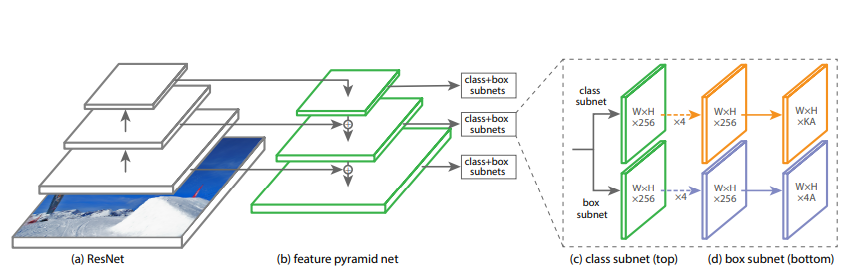 class+box
subnets
class+box
subnets
class+box
subnets
class
subnet
W×H
×256
×4
W×H
×256
W×H
×KA
box
subnet
W×H
×256
×4
W×H
×256
W×H
×4A
(a) ResNet
(b) feature pyramid net
(c) class subnet (top)
(d) box subnet (bottom)